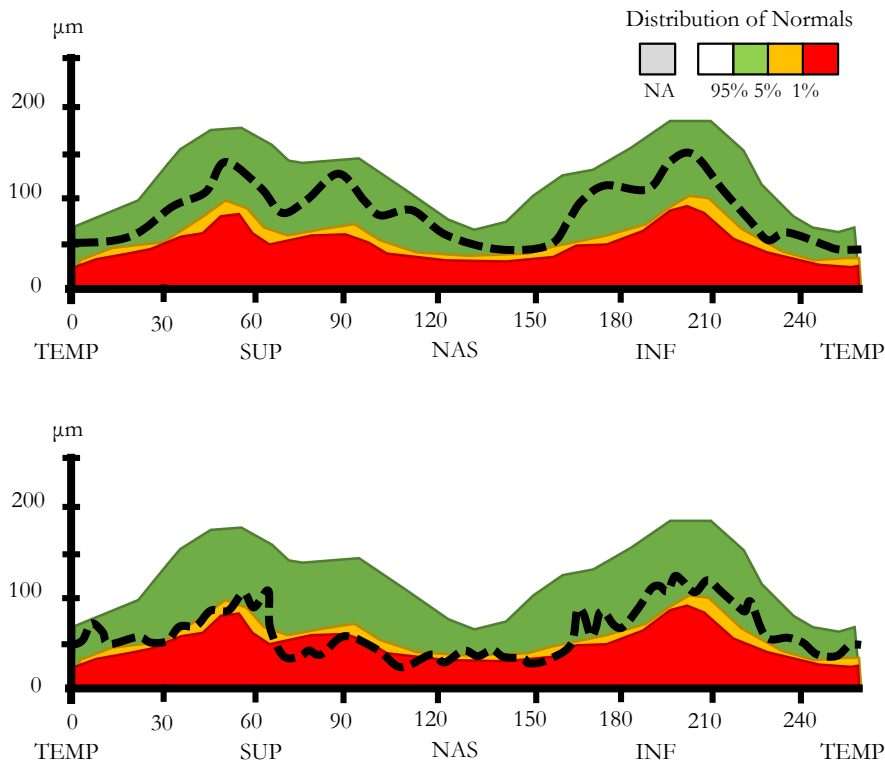 µm
Distribution of Normals
NA 95% 5% 1%
200
100
0
0 30 60 90 120 150 180 210 240
TEMP SUP NAS INF TEMP
µm
200
100
0
0 30 60 90 120 150 180 210 240
TEMP SUP NAS INF TEMP